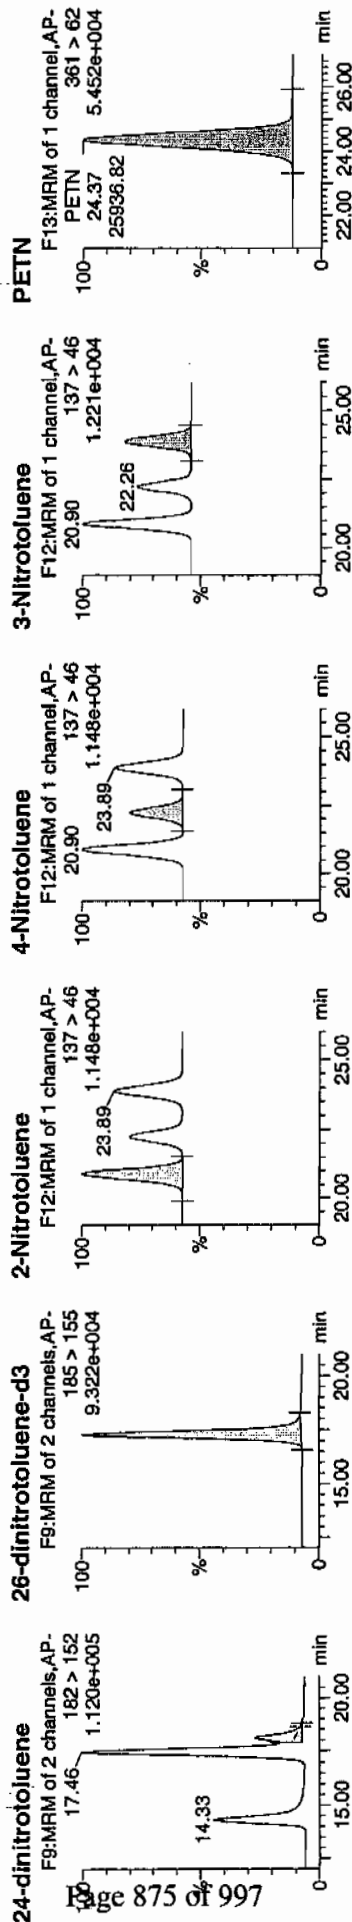 24-dinitrotoluene
F9:MRM of 2 channels,AP-
17.46 182 > 152
1.120e+005
14.33
%
0
15.00 20.00 min
26-dinitrotoluene-d3
F9:MRM of 2 channels,AP-
100 185 > 155
9.322e+004
%
0
15.00 20.00 min
2-Nitrotoluene
F12:MRM of 1 channel,AP-
100 137 > 46
23.89 1.148e+004
%
0
20.00 25.00 min
4-Nitrotoluene
F12:MRM of 1 channel,AP-
100 20.90 137 > 46
23.89 1.148e+004
%
0
20.00 25.00 min
3-Nitrotoluene
F12:MRM of 1 channel,AP-
100 20.90 137 > 46
22.26 1.221e+004
%
0
20.00 25.00 min
PETN
F13:MRM of 1 channel,AP-
100 PETN 361 > 62
24.37 5.452e+004
25936.82
%
0
22.00 24.00 26.00 min
Page 875 of 997